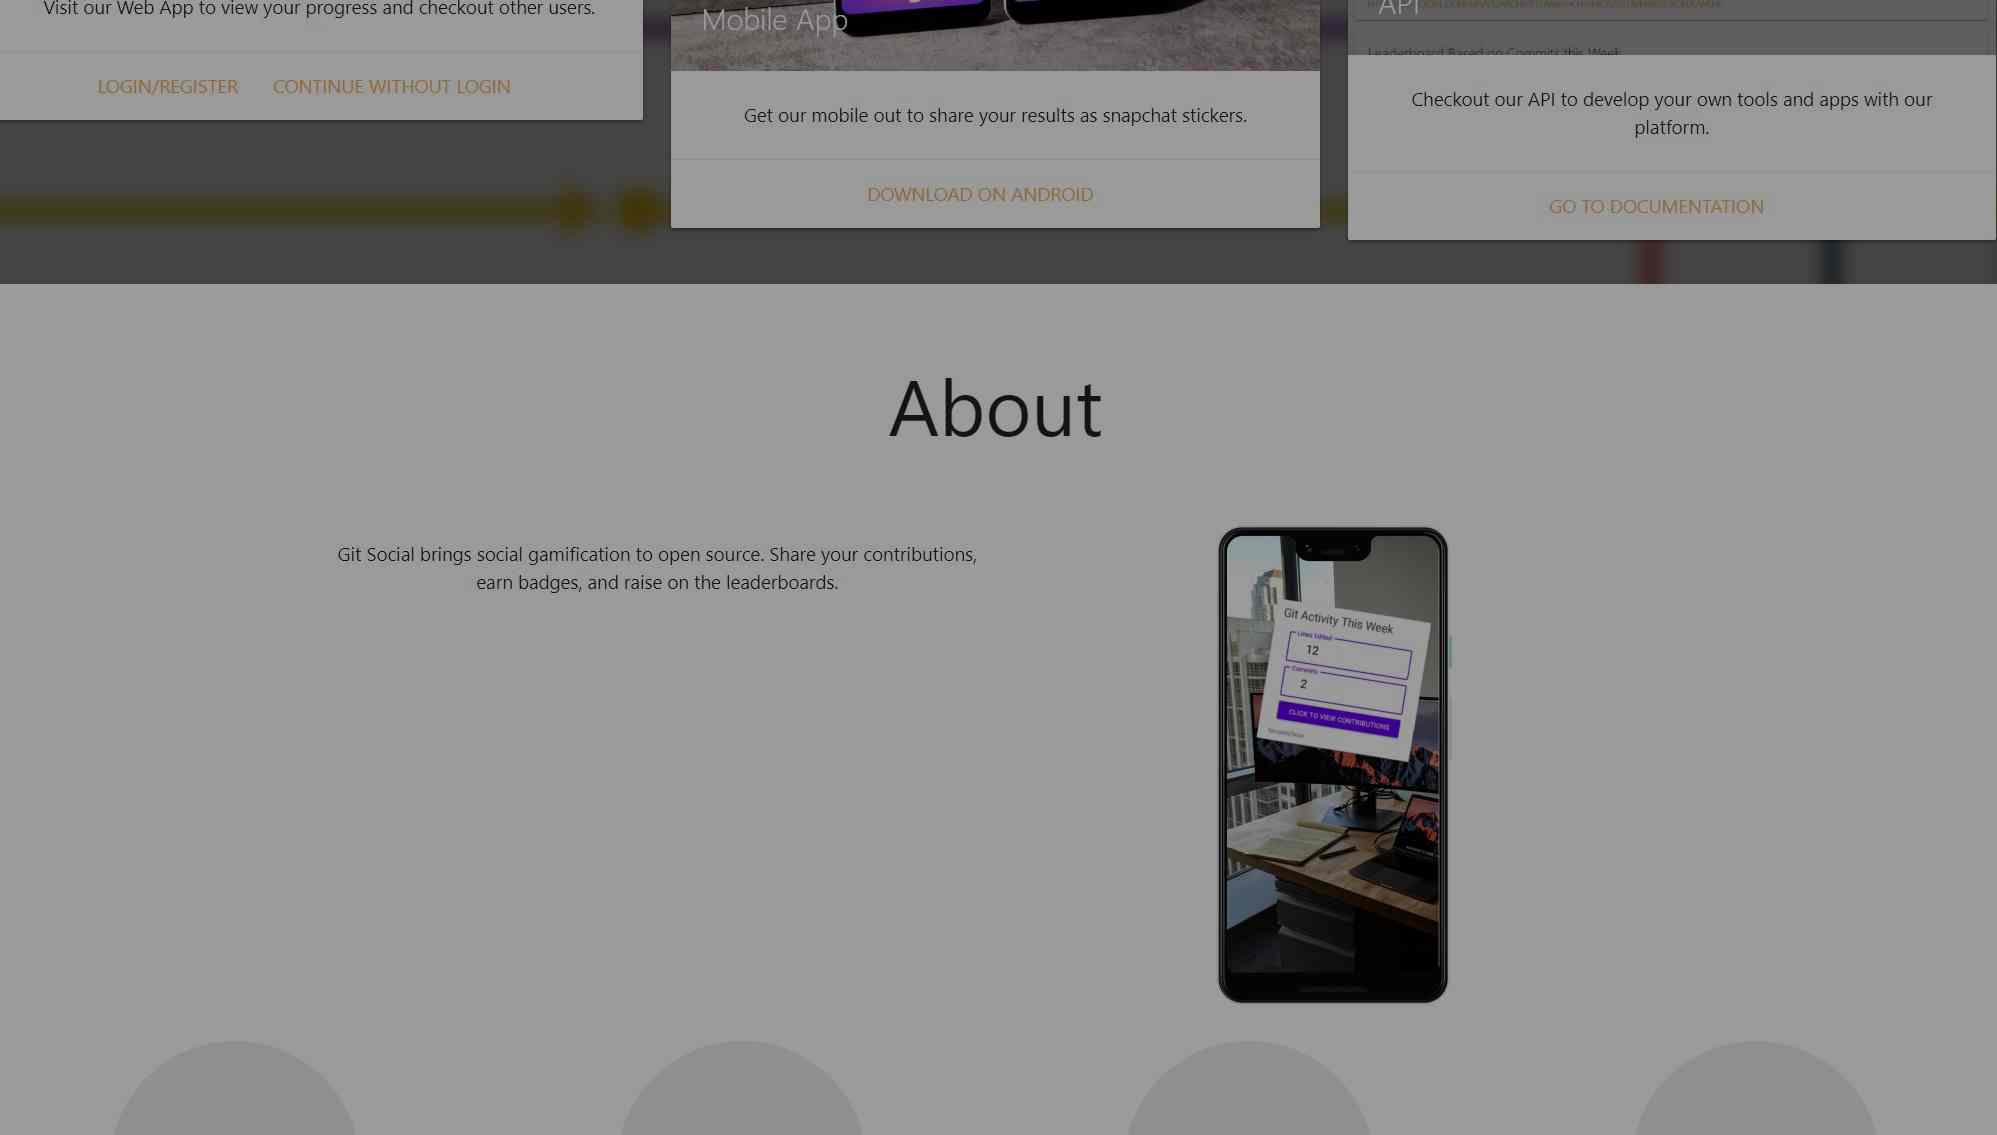 Visit our Web App to view your progress and checkout other users.
LOGIN/REGISTER CONTINUE WITHOUT LOGIN
Mobile App
Get our mobile out to share your results as snapchat stickers.
DOWNLOAD ON ANDROID
API
Leaderboard Based on Commits this Week
Checkout our API to develop your own tools and apps with our
platform.
GO TO DOCUMENTATION
About
Git Social brings social gamification to open source. Share your contributions,
earn badges, and raise on the leaderboards.
Git Activity This Week
Lines Edited
12
Commits
2
CLICK TO VIEW CONTRIBUTIONS